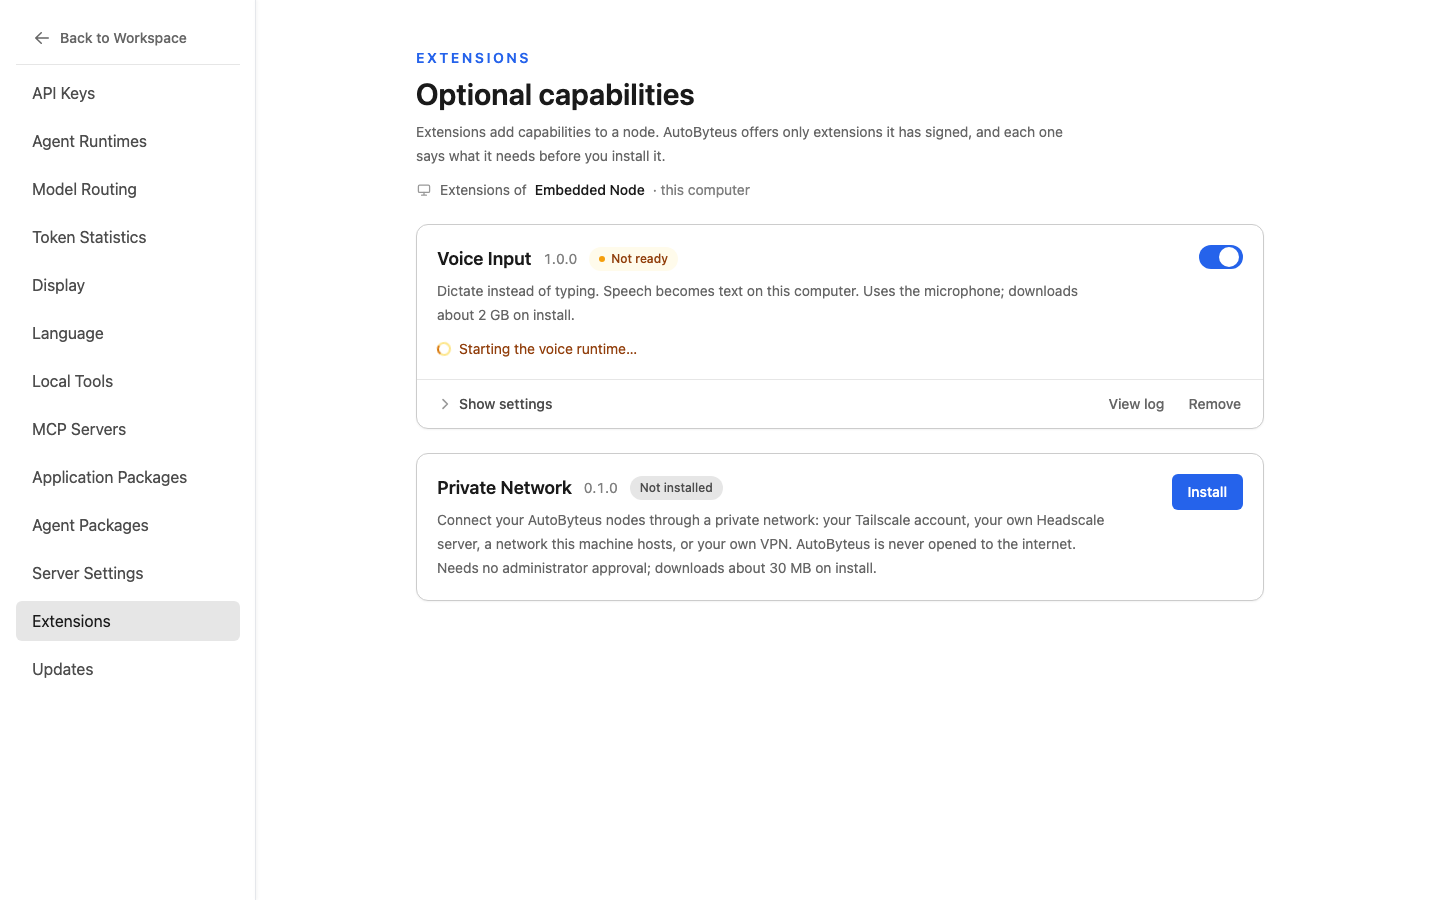 Back to Workspace
API Keys
Agent Runtimes
Model Routing
Token Statistics
Display
Language
Local Tools
MCP Servers
Application Packages
Agent Packages
Server Settings
Extensions
Updates
EXTENSIONS
Optional capabilities
Extensions add capabilities to a node. AutoByteus offers only extensions it has signed, and each one
says what it needs before you install it.
Extensions of Embedded Node · this computer
Voice Input 1.0.0 Not ready
Dictate instead of typing. Speech becomes text on this computer. Uses the microphone; downloads
about 2 GB on install.
Starting the voice runtime…
Show settings View log Remove
Private Network 0.1.0 Not installed Install
Connect your AutoByteus nodes through a private network: your Tailscale account, your own Headscale
server, a network this machine hosts, or your own VPN. AutoByteus is never opened to the internet.
Needs no administrator approval; downloads about 30 MB on install.